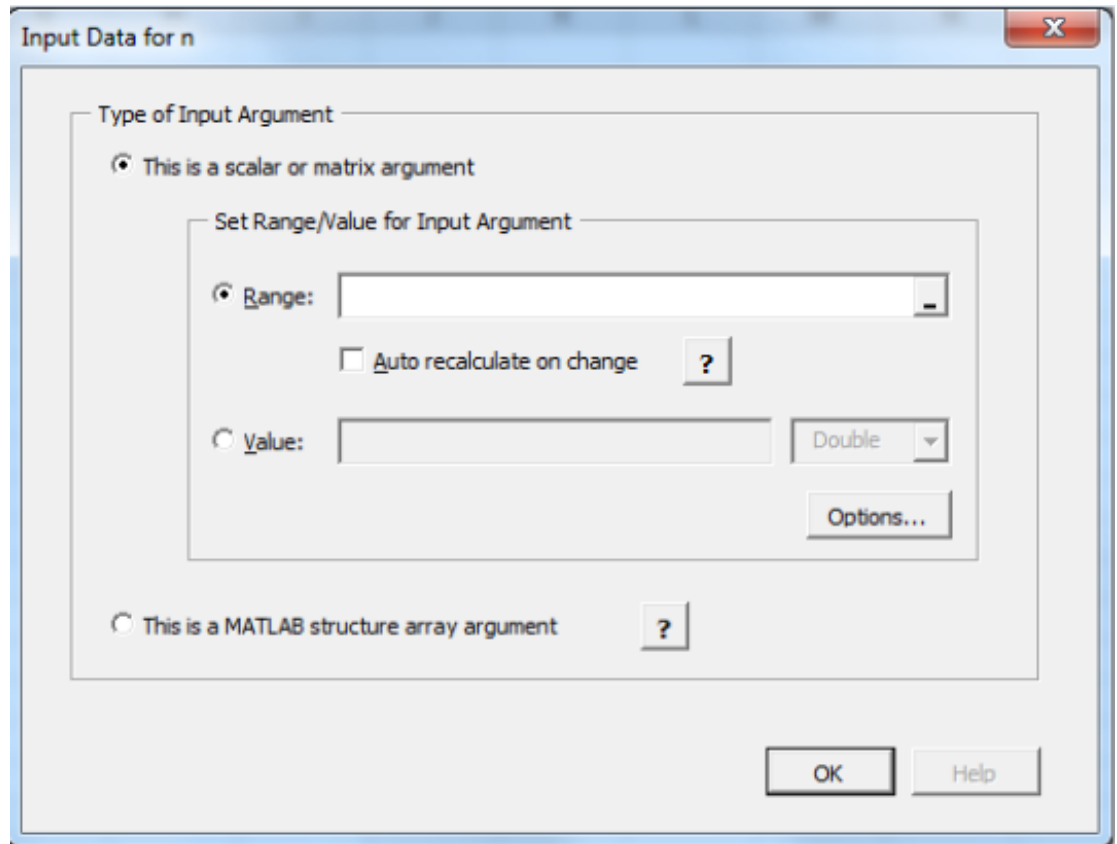 Input Data for n
X
Type of Input Argument
This is a scalar or matrix argument
Set Range/Value for Input Argument
Range:
_
Auto recalculate on change
?
Value:
Double
Options...
This is a MATLAB structure array argument
?
OK
Help